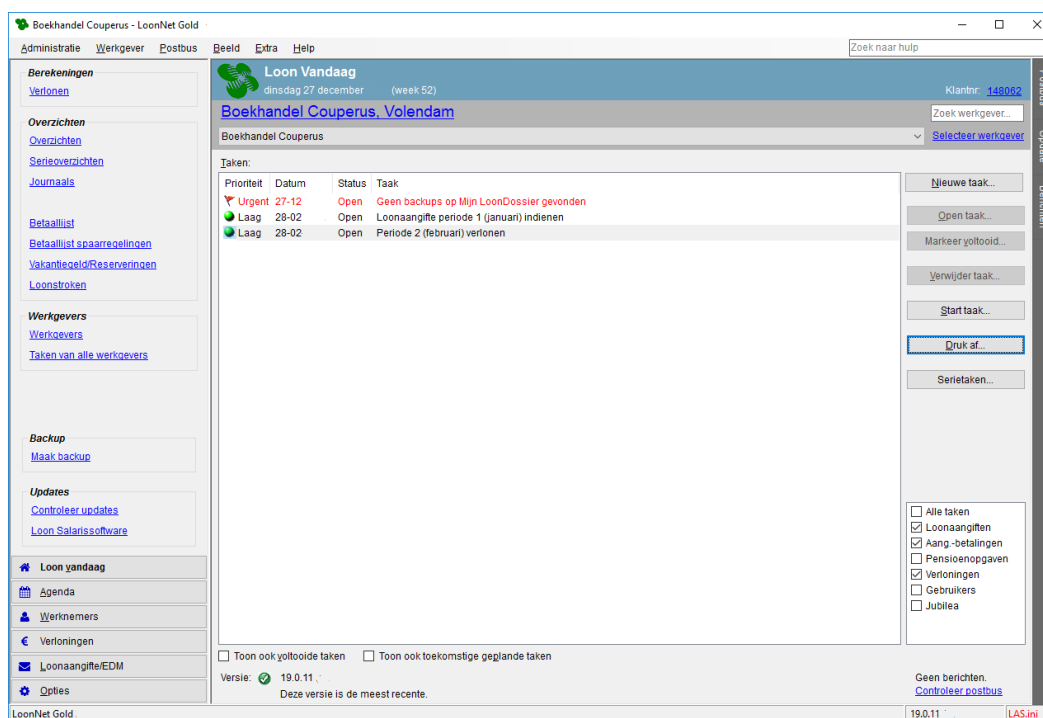 Boekhandel Couperus - LoonNet Gold
Administratie Werkgever Postbus Beeld Extra Help
Zoek naar hulp
Berekeningen
Verlonen
Overzichten
Overzichten
Serieoverzichten
Journaals
Betaallijst
Betaallijst spaarregelingen
Vakantiegeld/Reserveringen
Loonstroken
Werkgevers
Werkgevers
Taken van alle werkgevers
Backup
Maak backup
Updates
Controleer updates
Loon Salarissoftware
Loon vandaag
Agenda
Werknemers
Verloningen
Loonaangifte/EDM
Opties
Loon Vandaag
dinsdag 27 december (week 52)
Klantnr: 148062
Boekhandel Couperus, Volendam
Zoek werkgever...
Boekhandel Couperus
Selecteer werkgever
Taken:
Prioriteit Datum Status Taak
Urgent 27-12 Open Geen backups op Mijn LoonDossier gevonden
Laag 28-02 Open Loonaangifte periode 1 (januari) indienen
Laag 28-02 Open Periode 2 (februari) verlonen
Nieuwe taak...
Open taak...
Markeer voltooid...
Verwijder taak...
Start taak...
Druk af...
Serietaken...
Alle taken
Loonaangiften
Aang.-betalingen
Pensioenopgaven
Verloningen
Gebruikers
Jubilea
Toon ook voltooide taken Toon ook toekomstige geplande taken
Versie: 19.0.11
Deze versie is de meest recente.
Geen berichten.
Controleer postbus
Postbus
Update
Berichten
LoonNet Gold
19.0.11
LAS.ini